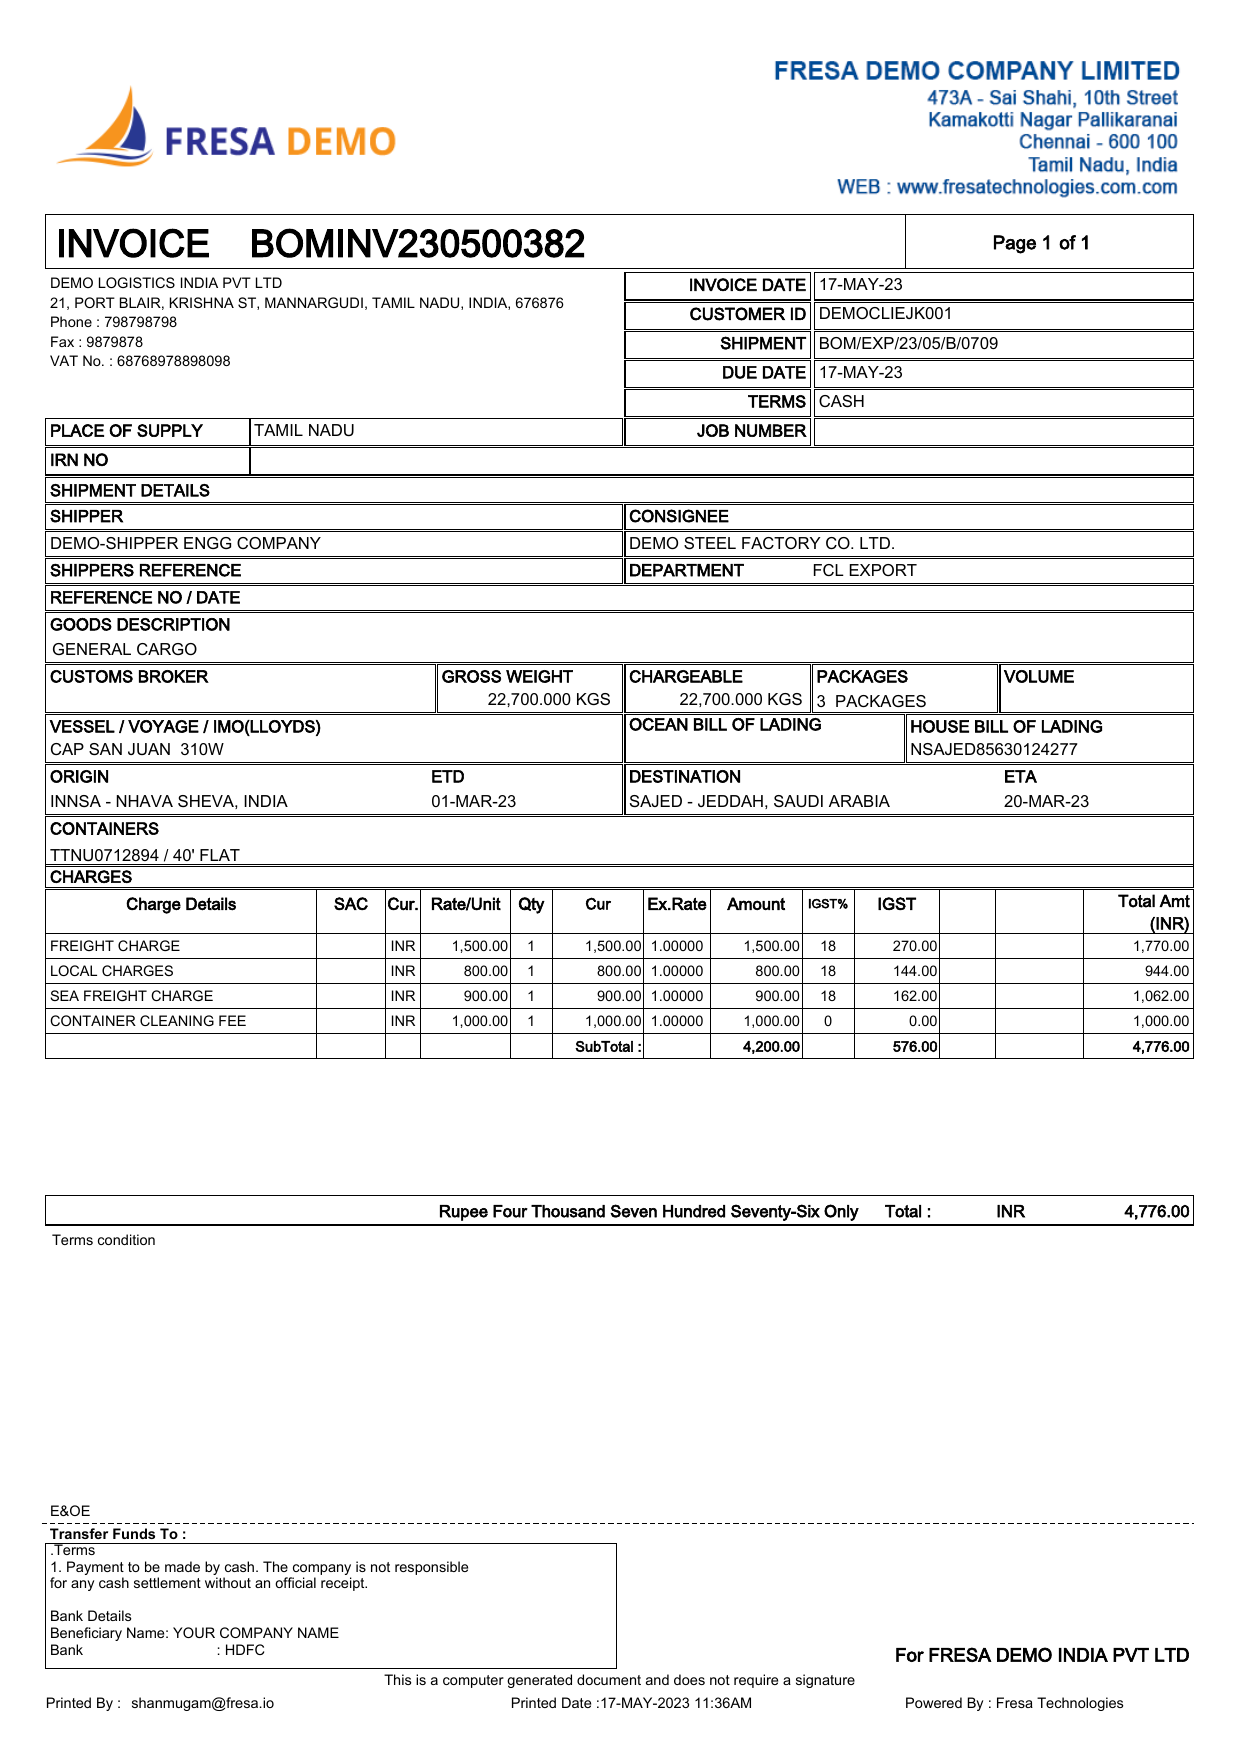 FRESA DEMO
FRESA DEMO COMPANY LIMITED
473A - Sai Shahi, 10th Street
Kamakotti Nagar Pallikaranai
Chennai - 600 100
Tamil Nadu, India
WEB : www.fresatechnologies.com.com
INVOICE BOMINV230500382 Page 1 of 1
DEMO LOGISTICS INDIA PVT LTD
21, PORT BLAIR, KRISHNA ST, MANNARGUDI, TAMIL NADU, INDIA, 676876
Phone : 798798798
Fax : 9879878
VAT No. : 68768978898098
INVOICE DATE 17-MAY-23
CUSTOMER ID DEMOCLIEJK001
SHIPMENT BOM/EXP/23/05/B/0709
DUE DATE 17-MAY-23
TERMS CASH
PLACE OF SUPPLY TAMIL NADU JOB NUMBER
IRN NO
SHIPMENT DETAILS
SHIPPER CONSIGNEE
DEMO-SHIPPER ENGG COMPANY DEMO STEEL FACTORY CO. LTD.
SHIPPERS REFERENCE DEPARTMENT FCL EXPORT
REFERENCE NO / DATE
GOODS DESCRIPTION
GENERAL CARGO
CUSTOMS BROKER GROSS WEIGHT CHARGEABLE PACKAGES VOLUME
22,700.000 KGS 22,700.000 KGS 3 PACKAGES
VESSEL / VOYAGE / IMO(LLOYDS) OCEAN BILL OF LADING HOUSE BILL OF LADING
CAP SAN JUAN 310W NSAJED85630124277
ORIGIN ETD DESTINATION ETA
INNSA - NHAVA SHEVA, INDIA 01-MAR-23 SAJED - JEDDAH, SAUDI ARABIA 20-MAR-23
CONTAINERS
TTNU0712894 / 40' FLAT
CHARGES
Charge Details SAC Cur. Rate/Unit Qty Cur Ex.Rate Amount IGST% IGST Total Amt
(INR)
FREIGHT CHARGE INR 1,500.00 1 1,500.00 1.00000 1,500.00 18 270.00 1,770.00
LOCAL CHARGES INR 800.00 1 800.00 1.00000 800.00 18 144.00 944.00
SEA FREIGHT CHARGE INR 900.00 1 900.00 1.00000 900.00 18 162.00 1,062.00
CONTAINER CLEANING FEE INR 1,000.00 1 1,000.00 1.00000 1,000.00 0 0.00 1,000.00
SubTotal : 4,200.00 576.00 4,776.00
Rupee Four Thousand Seven Hundred Seventy-Six Only Total : INR 4,776.00
Terms condition
E&OE
Transfer Funds To :
.Terms
1. Payment to be made by cash. The company is not responsible
for any cash settlement without an official receipt.
Bank Details
Beneficiary Name: YOUR COMPANY NAME
Bank : HDFC
For FRESA DEMO INDIA PVT LTD
This is a computer generated document and does not require a signature
Printed By : shanmugam@fresa.io Printed Date :17-MAY-2023 11:36AM Powered By : Fresa Technologies